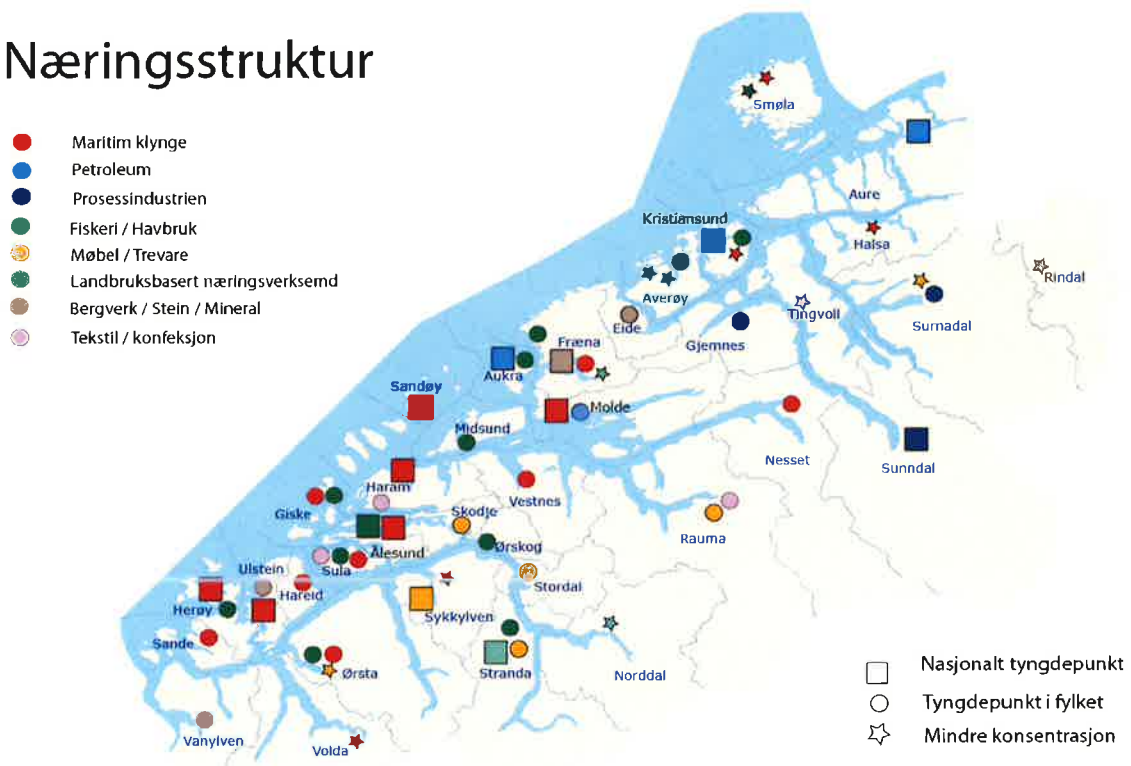 Næringsstruktur
Maritim klynge
Petroleum
Prosessindustrien
Fiskeri / Havbruk
Møbel / Trevare
Landbruksbasert næringsverksemd
Bergverk / Stein / Mineral
Tekstil / konfeksjon
Smøla
Aure
Kristiansund
Halsa
Rindal
Averøy
Tingvoll
Surnadal
Eide
Gjemnes
Fræna
Aukra
Sandøy
Molde
Midsund
Nesset
Sunndal
Haram
Vestnes
Giske
Skodje
Rauma
Ålesund
Ørskog
Ulstein
Sula
Stordal
Hareid
Herøy
Sykkylven
Sande
Ørsta
Stranda
Norddal
Vanylven
Volda
Nasjonalt tyngdepunkt
Tyngdepunkt i fylket
Mindre konsentrasjon